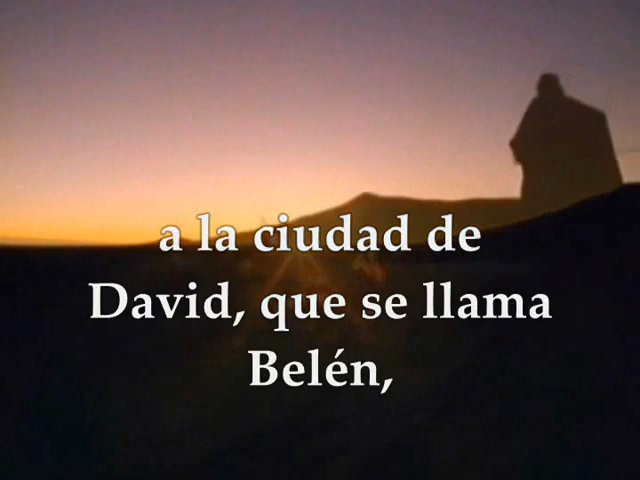 a la ciudad de
David, que se llama
Belén,